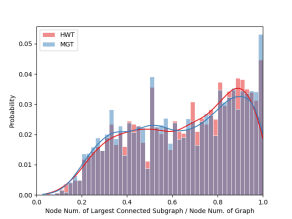 0.05
0.04
0.03
0.02
0.01
0.00
Probability
HWT
MGT
0.0 0.2 0.4 0.6 0.8 1.0
Node Num. of Largest Connected Subgraph / Node Num. of Graph